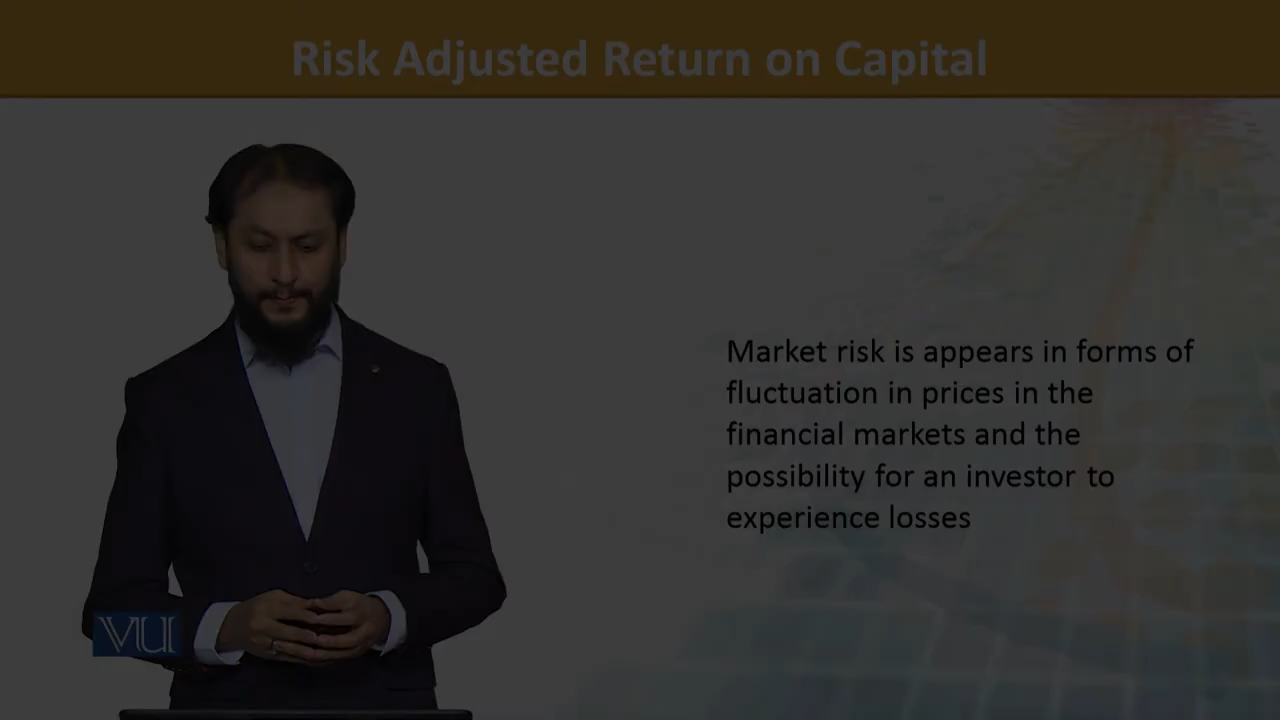 Risk Adjusted Return on Capital
Market risk is appears in forms of
fluctuation in prices in the
financial markets and the
possibility for an investor to
experience losses
VU